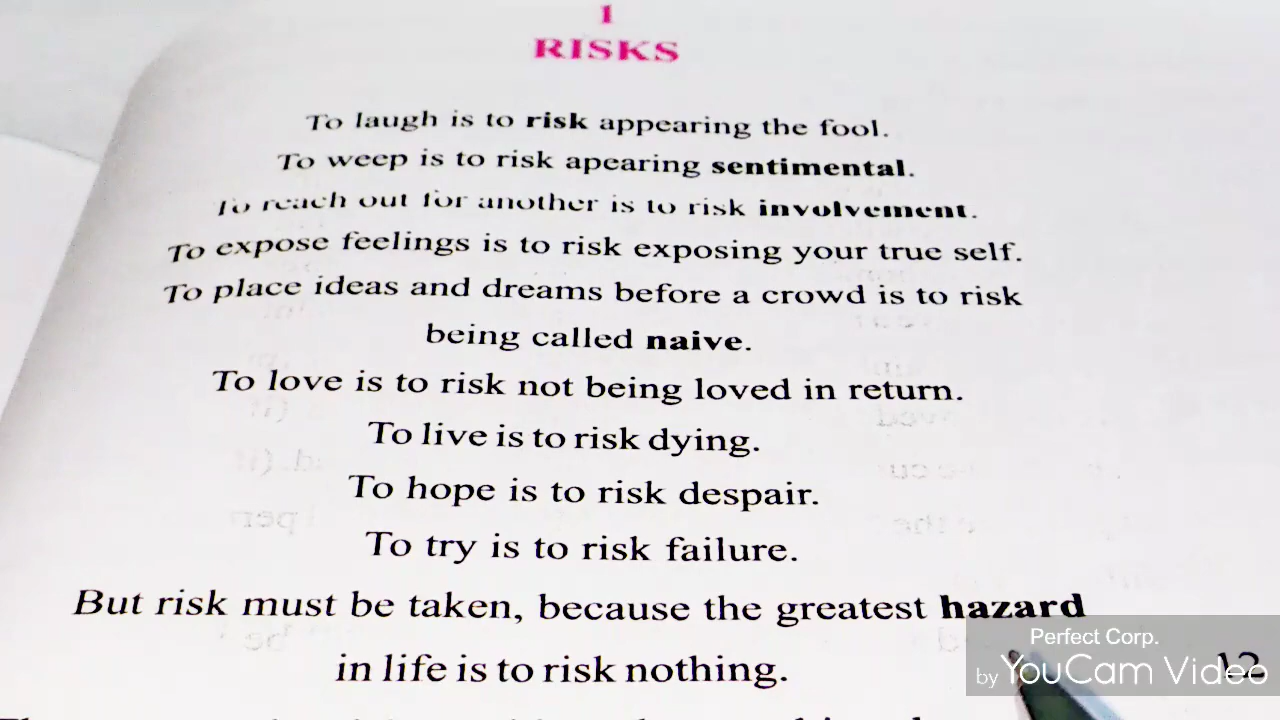 1
RISKS
To laugh is to risk appearing the fool.
To weep is to risk apearing sentimental.
To reach out for another is to risk involvement.
To expose feelings is to risk exposing your true self.
To place ideas and dreams before a crowd is to risk
being called naive.
To love is to risk not being loved in return.
To live is to risk dying.
To hope is to risk despair.
To try is to risk failure.
But risk must be taken, because the greatest hazard
in life is to risk nothing.
12
Perfect Corp.
by YouCam Video